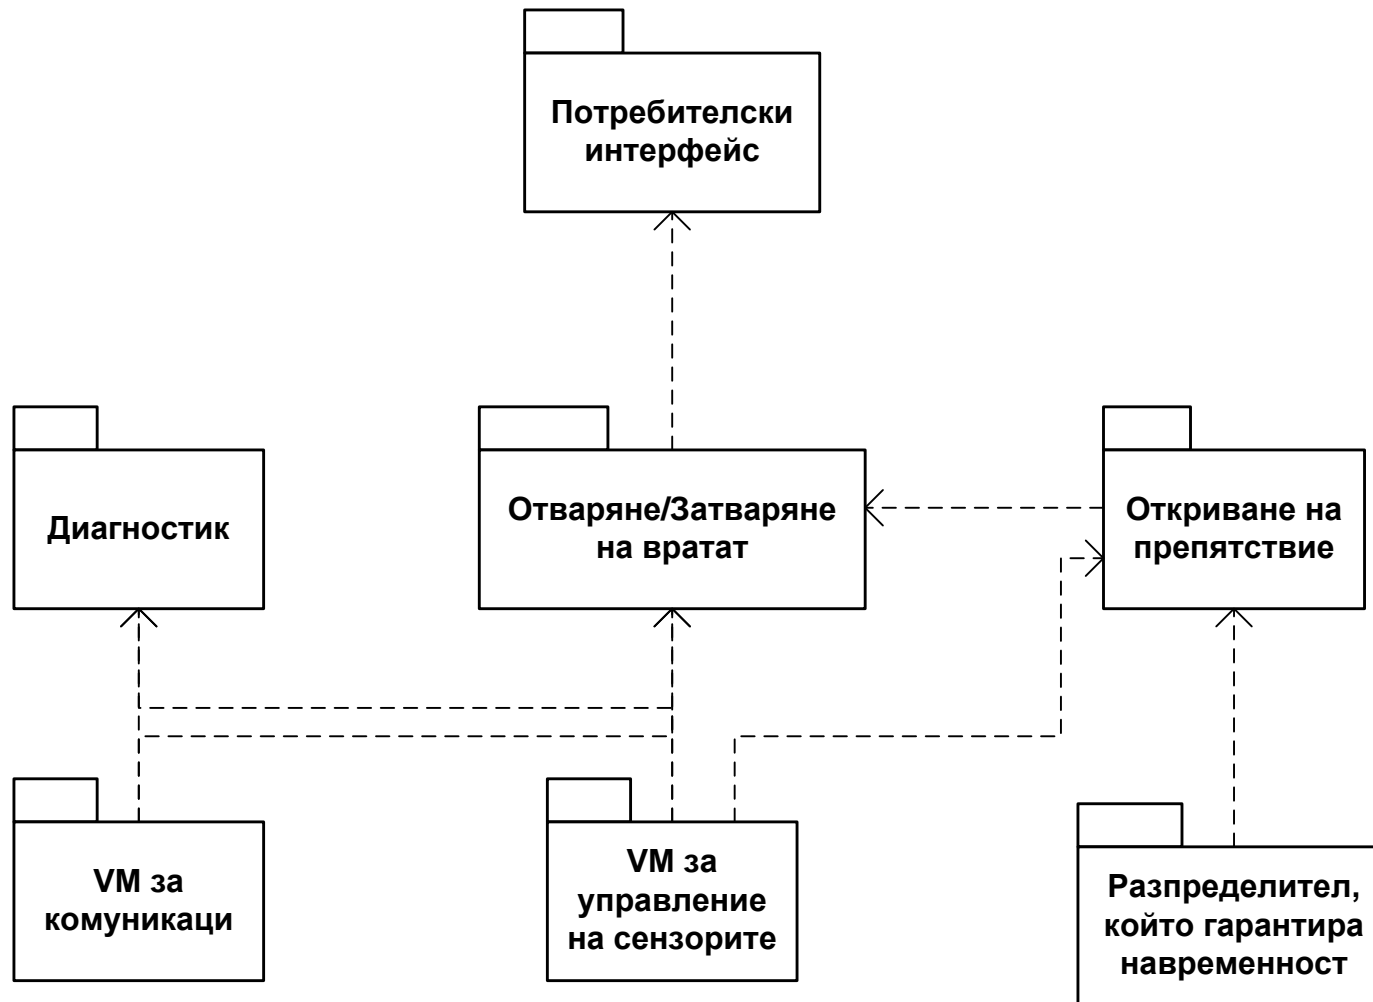 Потребителски
интерфейс
Диагностик
Отваряне/Затваряне
на вратат
Откриване на
препятствие
VM за
комуникаци
VM за
управление
на сензорите
Разпределител,
който гарантира
навременност